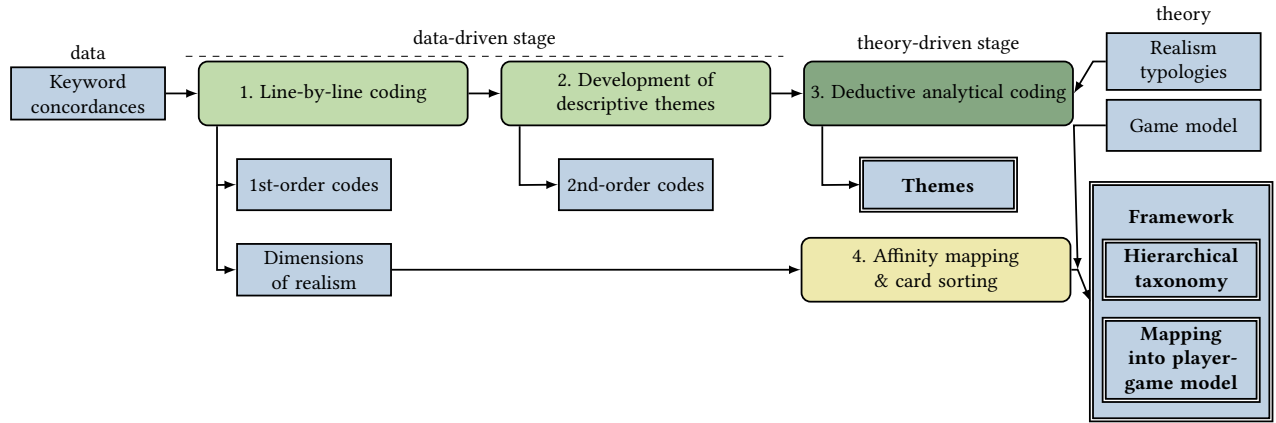 data
Keyword
concordances
data-driven stage
1. Line-by-line coding
2. Development of
descriptive themes
theory-driven stage
3. Deductive analytical coding
theory
Realism
typologies
Game model
1st-order codes
2nd-order codes
Themes
Dimensions
of realism
4. Affinity mapping
& card sorting
Framework
Hierarchical
taxonomy
Mapping
into player-
game model